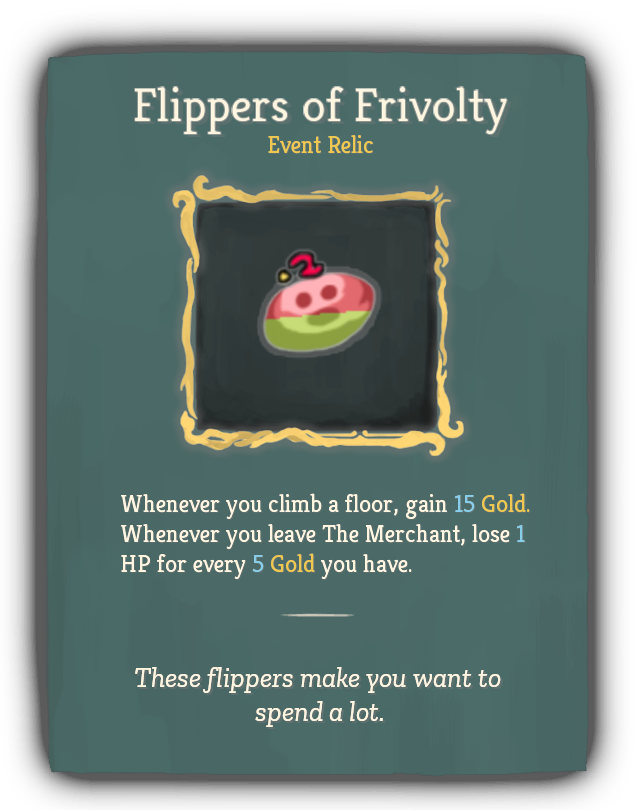 Flippers of Frivolty
Event Relic
Whenever you climb a floor, gain 15 Gold.
Whenever you leave The Merchant, lose 1
HP for every 5 Gold you have.
These flippers make you want to
spend a lot.